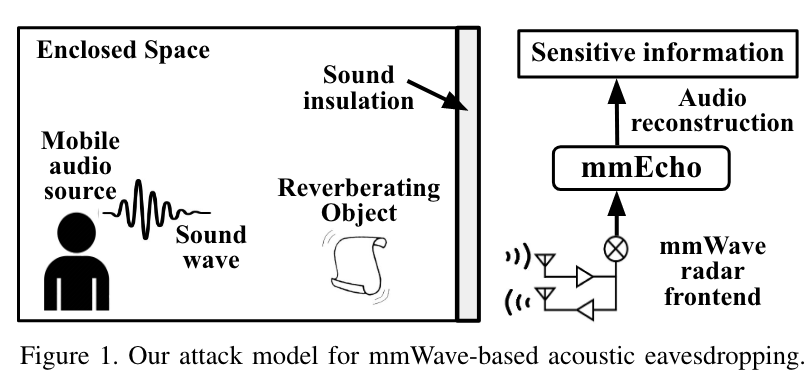 Enclosed Space
Sound
insulation
Mobile
audio
source
Sound
wave
Reverberating
Object
Sensitive information
Audio
reconstruction
mmEcho
mmWave
radar
frontend
Figure 1. Our attack model for mmWave-based acoustic eavesdropping.